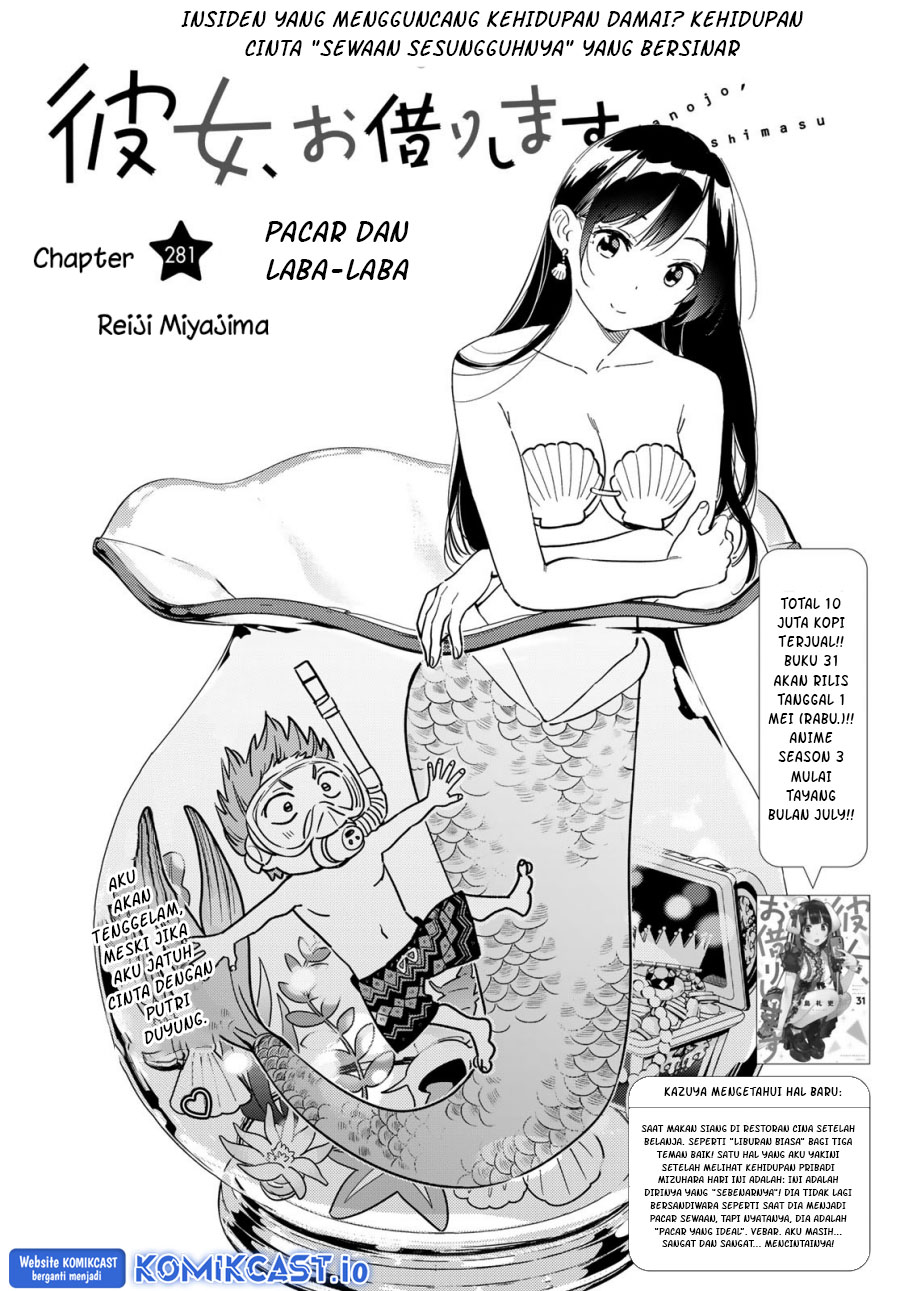 INSIDEN YANG MENGGUNCANG KEHIDUPAN DAMAI? KEHIDUPAN
CINTA "SEWAAN SESUNGGUHNYA" YANG BERSINAR
彼女、お借りします
anojo,
shimasu
Chapter 281
PACAR DAN
LABA-LABA
Reiji Miyajima
TOTAL 10
JUTA KOPI
TERJUAL!!
BUKU 31
AKAN RILIS
TANGGAL 1
MEI (RABU.)!!
ANIME
SEASON 3
MULAI
TAYANG
BULAN JULY!!
AKU
AKAN
TENGGELAM,
MESKI JIKA
AKU JATUH
CINTA DENGAN
PUTRI
DUYUNG.
31
KAZUYA MENGETAHUI HAL BARU:
SAAT MAKAN SIANG DI RESTORAN CINA SETELAH
BELANJA. SEPERTI "LIBURAN BIASA" BAGI TIGA
TEMAN BAIK! SATU HAL YANG AKU YAKINI
SETELAH MELIHAT KEHIDUPAN PRIBADI
MIZUHARA HARI INI ADALAH: INI ADALAH
DIRINYA YANG "SEBENARNYA"! DIA TIDAK LAGI
BERSANDIWARA SEPERTI SAAT DIA MENJADI
PACAR SEWAAN, TAPI NYATANYA, DIA ADALAH
"PACAR YANG IDEAL". VEBAR. AKU MASIH...
SANGAT DAN SANGAT... MENCINTAINYA!
Website KOMIKCAST
berganti menjadi
KOMIKCAST.io